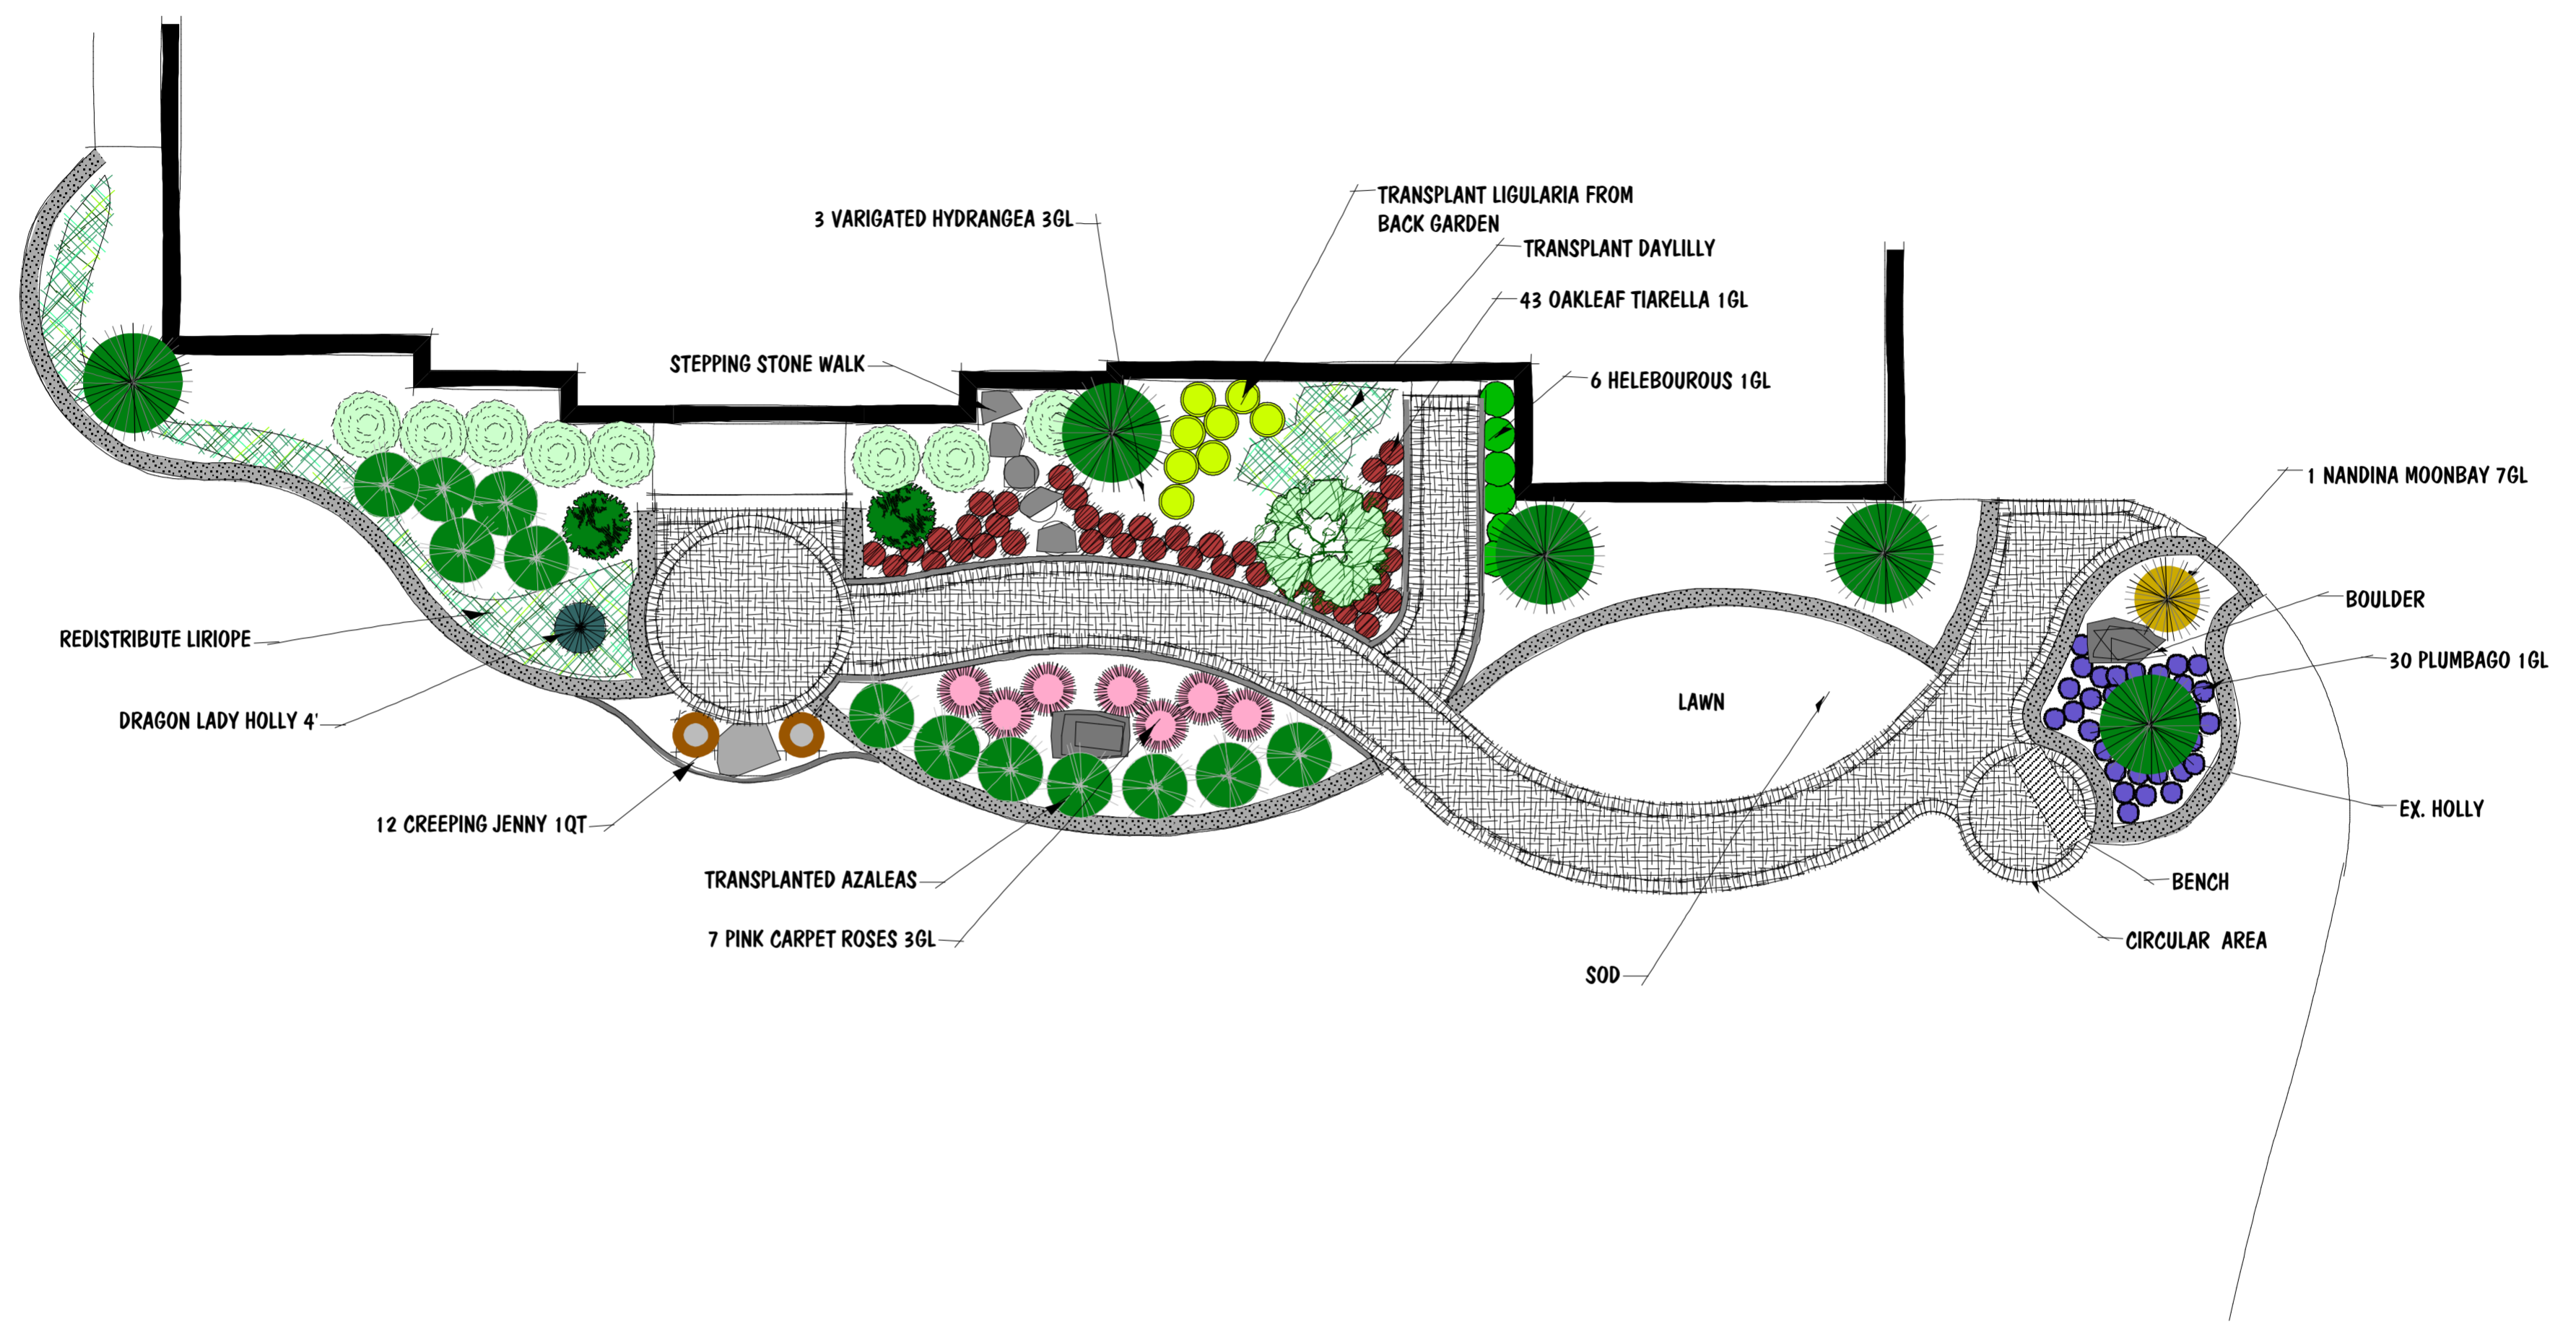 TRANSPLANT LIGULARIA FROM
BACK GARDEN
3 VARIGATED HYDRANGEA 3GL
TRANSPLANT DAYLILLY
43 OAKLEAF TIARELLA 1GL
STEPPING STONE WALK
6 HELEBOUROUS 1GL
1 NANDINA MOONBAY 7GL
BOULDER
REDISTRIBUTE LIRIOPE
30 PLUMBAGO 1GL
LAWN
DRAGON LADY HOLLY 4'
EX. HOLLY
12 CREEPING JENNY 1QT
TRANSPLANTED AZALEAS
BENCH
7 PINK CARPET ROSES 3GL
CIRCULAR AREA
SOD